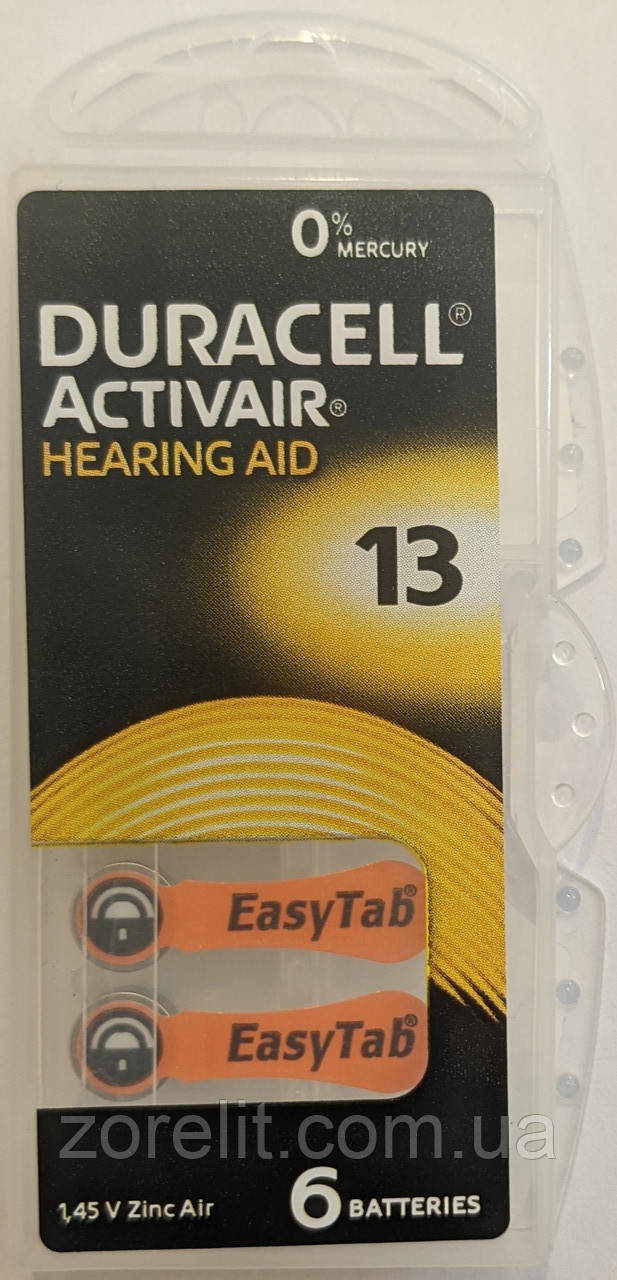 0%
MERCURY
DURACELL®
ACTIVAIR®
HEARING AID
13
EasyTab®
EasyTab®
zorelit.com.ua
1,45 V Zinc Air
6 BATTERIES